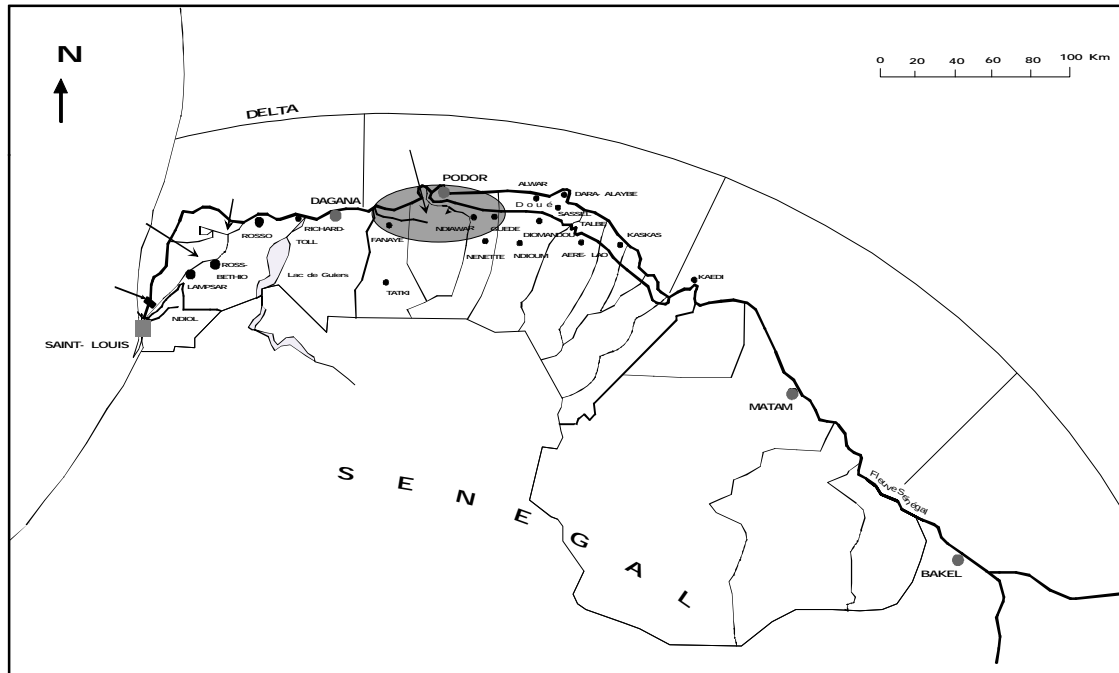 N
0 20 40 60 80 100 Km
DELTA
PODOR
ALWAR
DARA- ALAYBE
DAGANA
Doué
SASSEL
TALBE
ROSSO
RICHARD-
TOLL
FANAYE
NDIAWAR
GUEDE
DIOMANDOU
KASKAS
NENETTE
NDIOUM
AERE- LAO
ROSS-
BETHIO
LAMPSAR
Lac de Guiers
TATKI
KAEDI
NDIOL
SAINT- LOUIS
MATAM
SENEGAL
Fleuve Sénégal
BAKEL